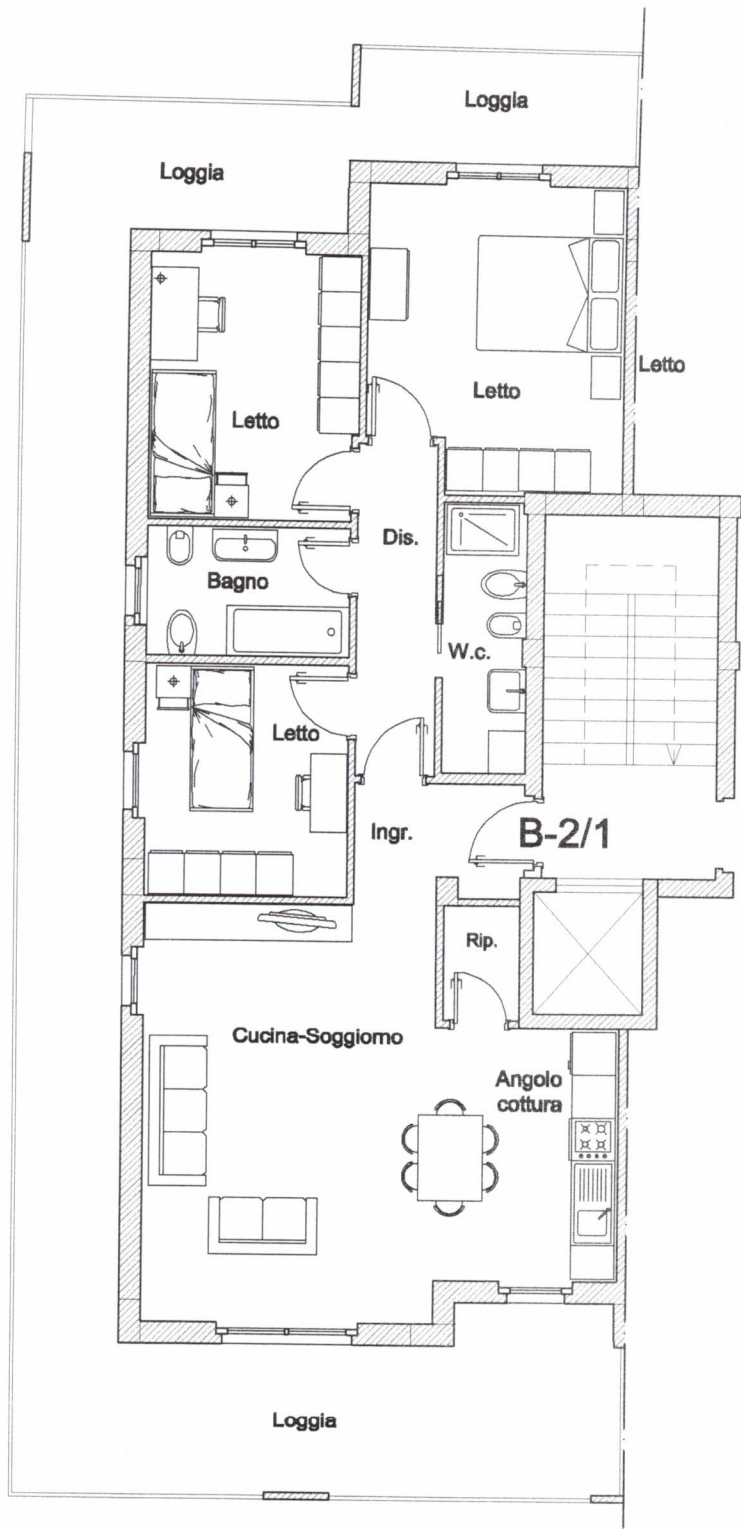 Loggia
Loggia
Letto
Letto
Letto
Dis.
Bagno
W.c.
Letto
Ingr.
B-2/1
Rip.
Cucina-Soggiorno
Angolo
cottura
Loggia